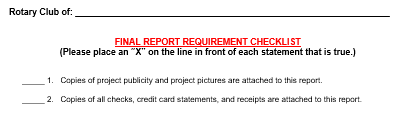 Rotary Club of: ______________________________
FINAL REPORT REQUIREMENT CHECKLIST
(Please place an "X" on the line in front of each statement that is true.)
_____ 1. Copies of project publicity and project pictures are attached to this report.
_____ 2. Copies of all checks, credit card statements, and receipts are attached to this report.